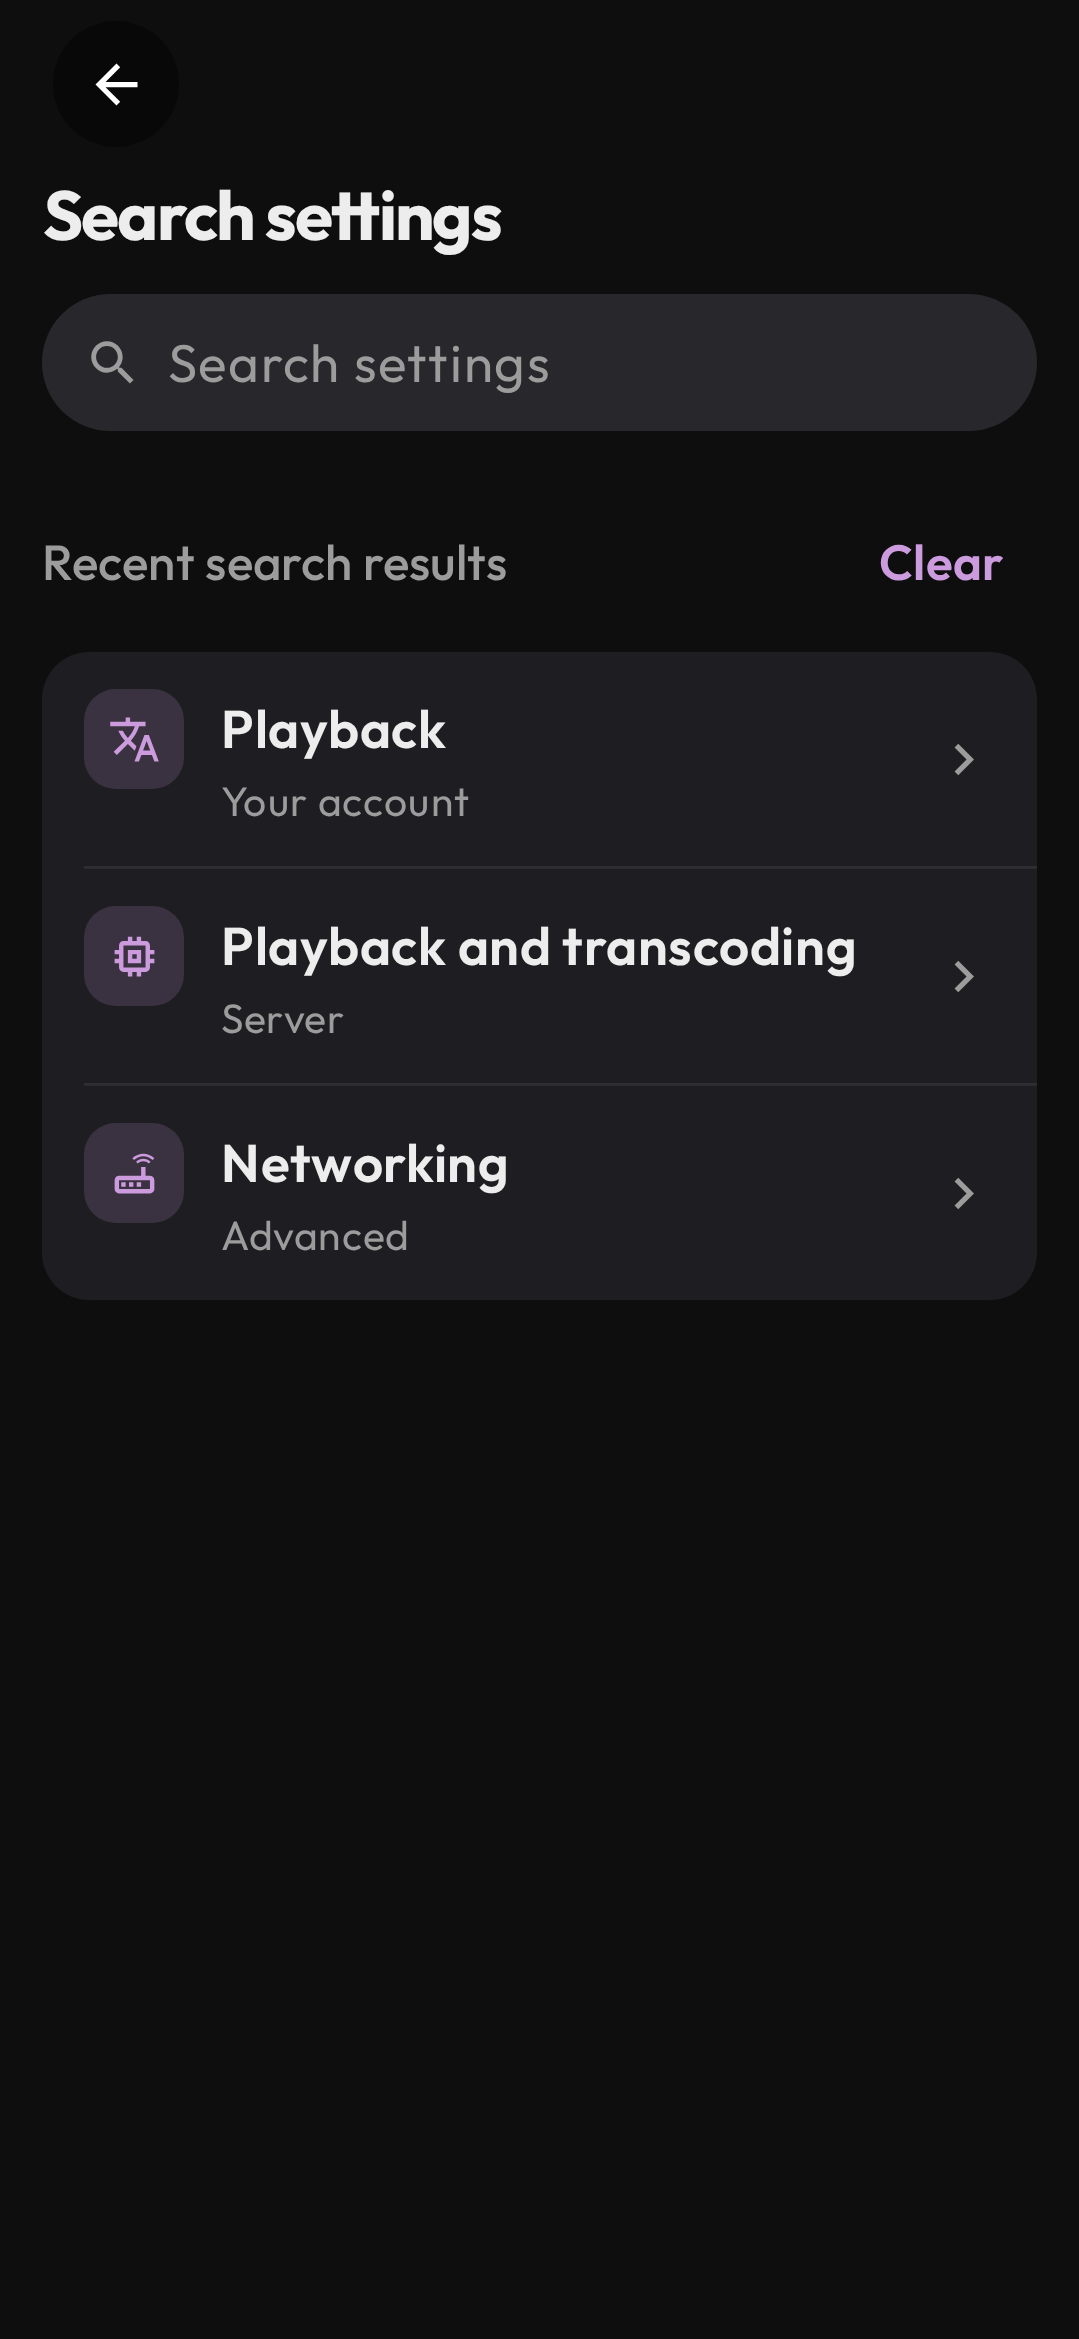 Search settings
Search settings
Recent search results
Clear
Playback
Your account
Playback and transcoding
Server
Networking
Advanced